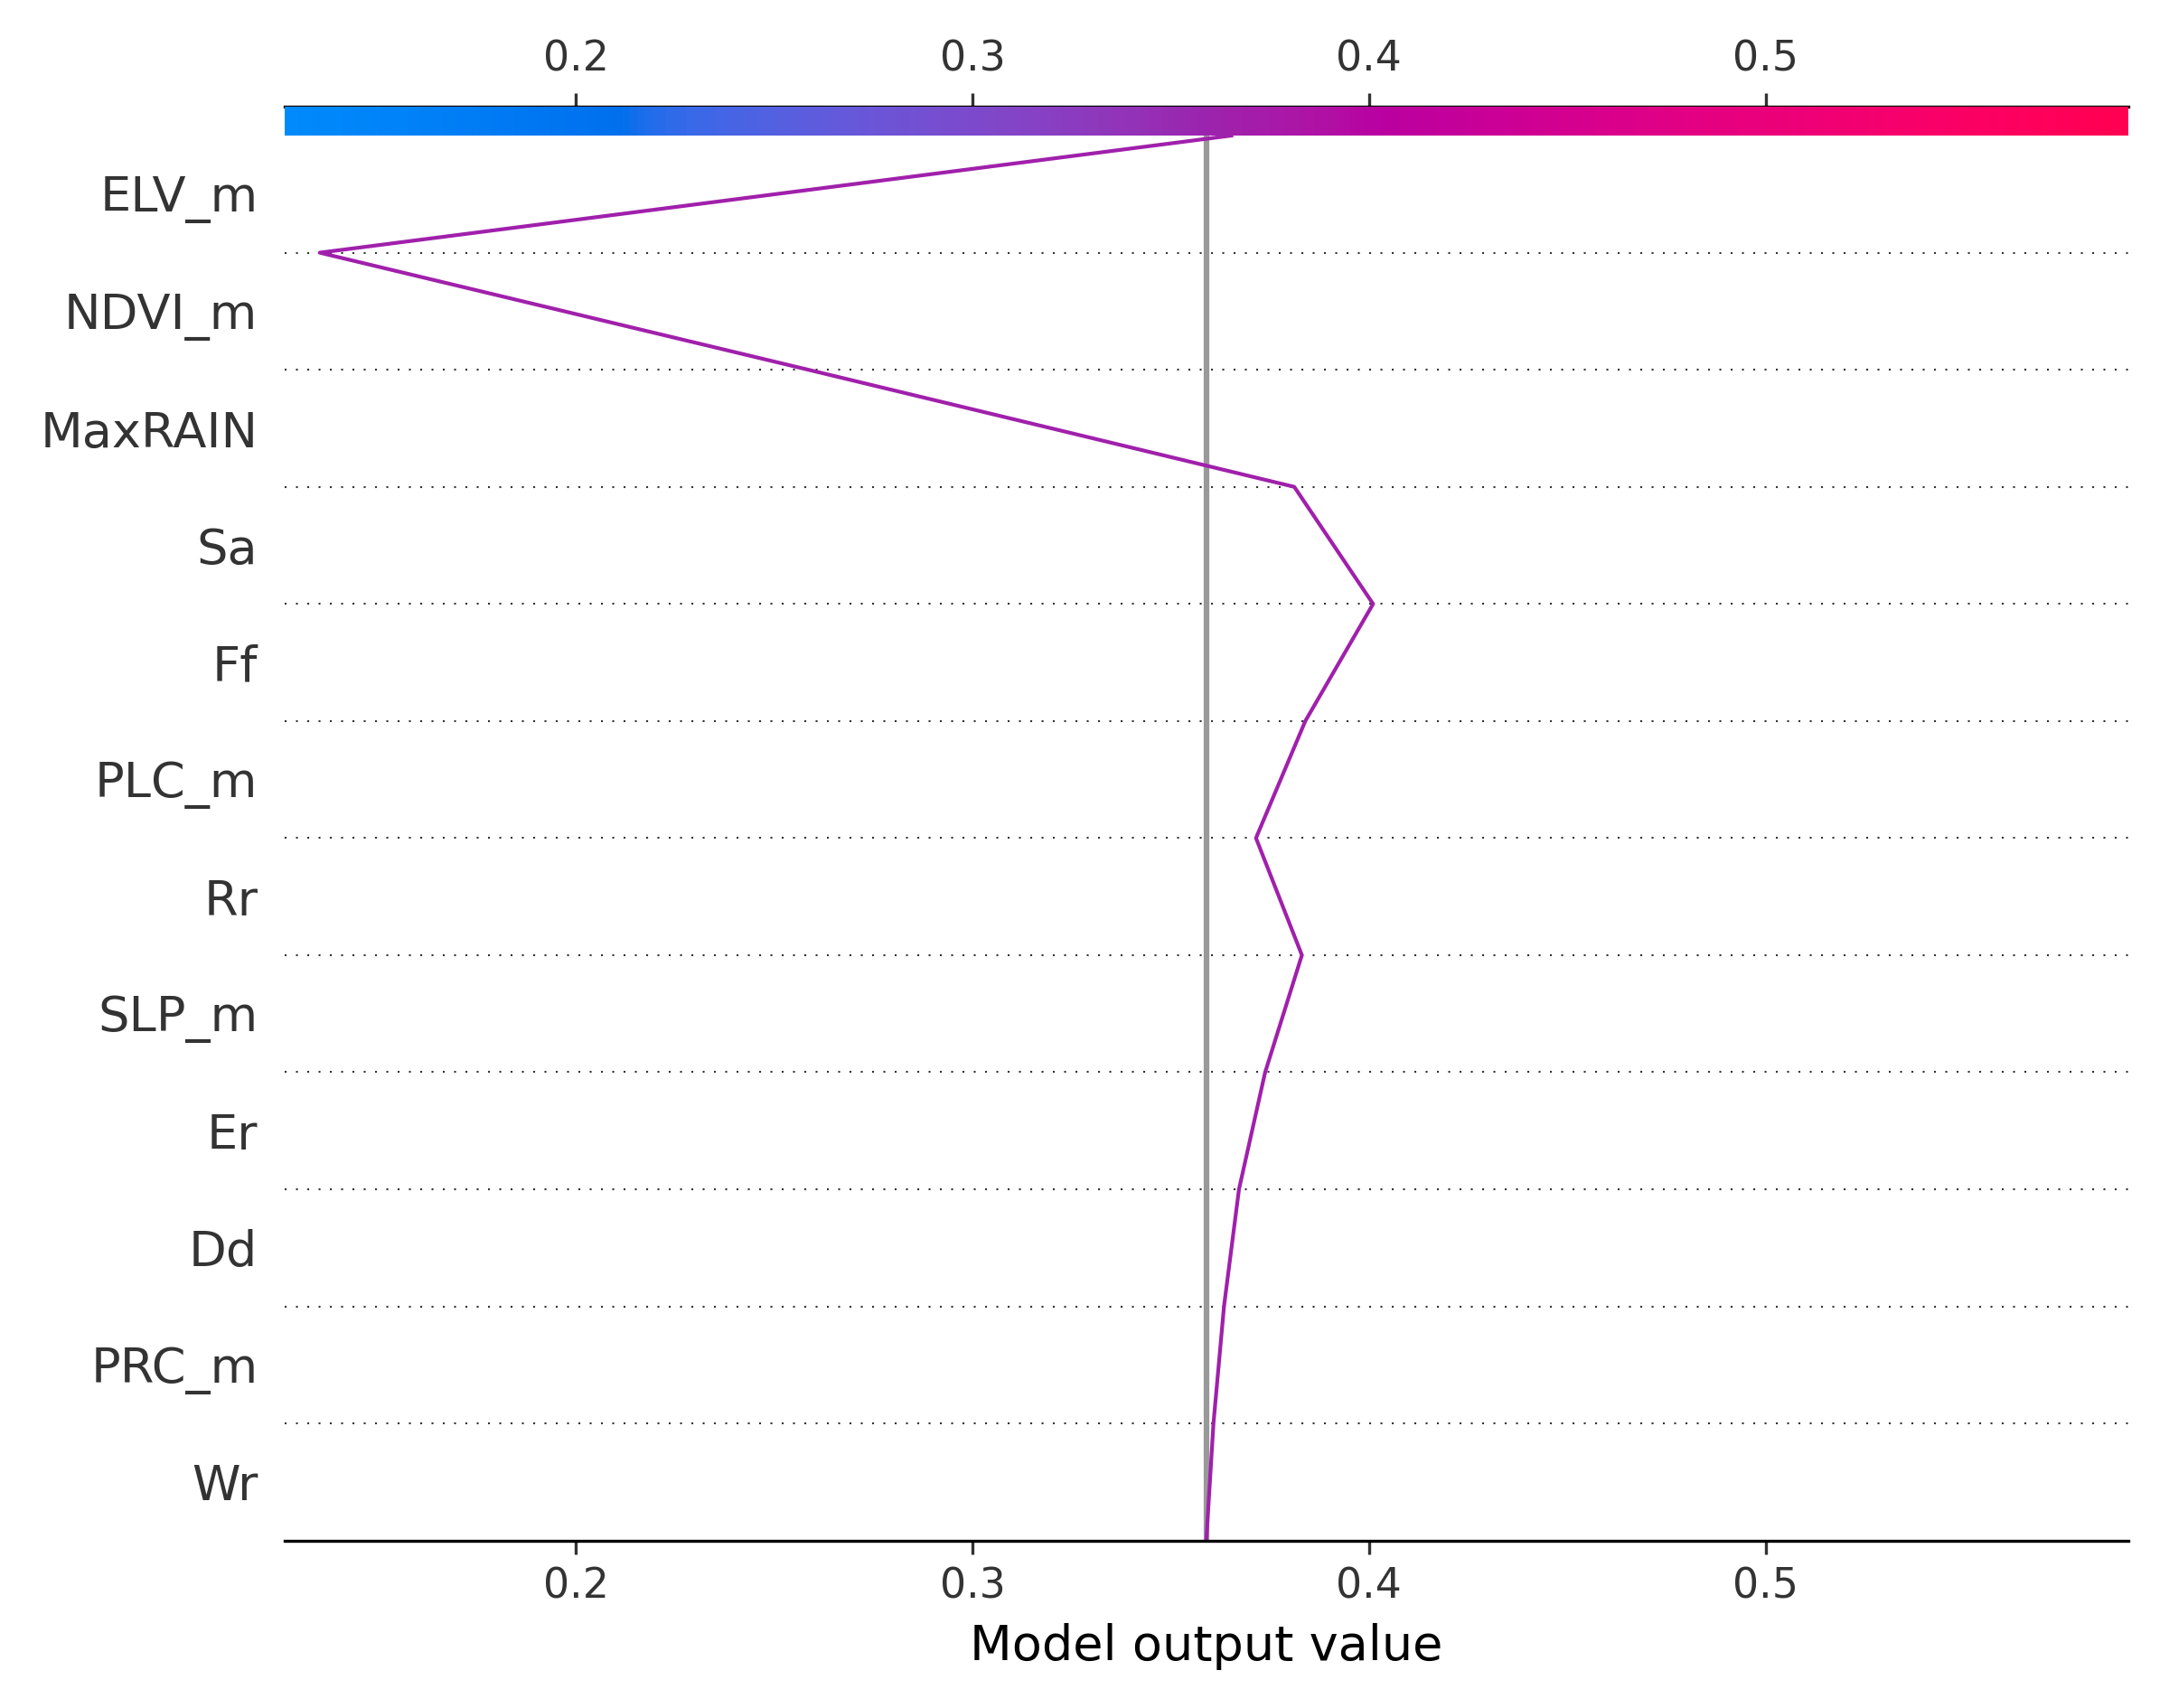 0.2 0.3 0.4 0.5
ELV_m
NDVI_m
MaxRAIN
Sa
Ff
PLC_m
Rr
SLP_m
Er
Dd
PRC_m
Wr
0.2 0.3 0.4 0.5
Model output value